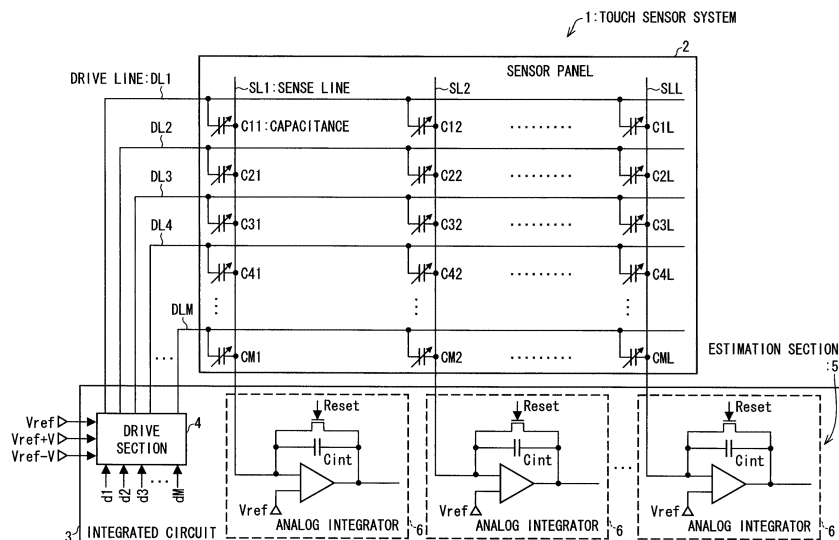 1:TOUCH SENSOR SYSTEM
2
SENSOR PANEL
DRIVE LINE:DL1
SL1:SENSE LINE
SL2
SLL
C11:CAPACITANCE
C12
.........
C1L
DL2
C21
C22
.........
C2L
DL3
C31
C32
.........
C3L
DL4
C41
C42
.........
C4L
DLM
CM1
CM2
.........
CML
ESTIMATION SECTION
:5
Vref
Vref+V
Vref-V
DRIVE
SECTION
4
d1 d2 d3 ... dM
3
INTEGRATED CIRCUIT
Reset
Cint
Vref
ANALOG INTEGRATOR
6
Reset
Cint
Vref
ANALOG INTEGRATOR
6
...
Reset
Cint
Vref
ANALOG INTEGRATOR
6